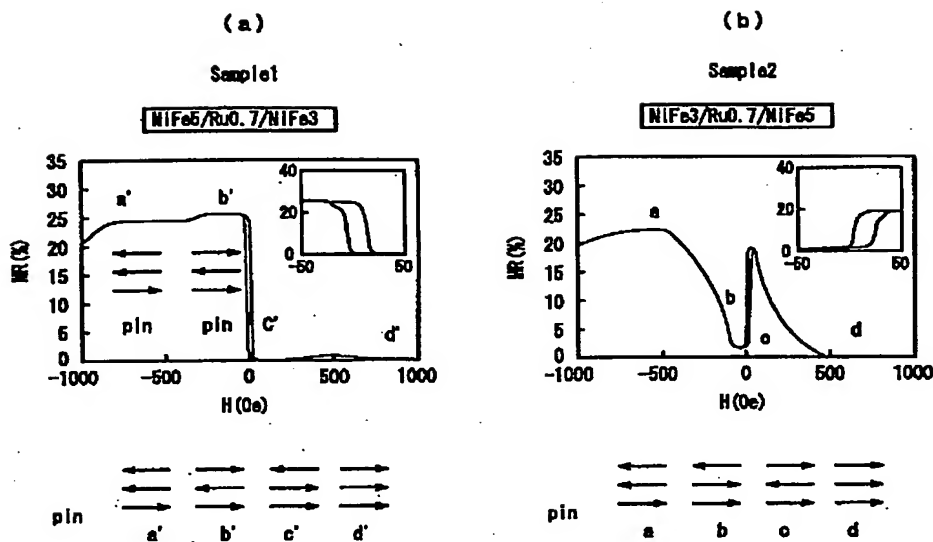 (a)
Sample1
NiFe5/Ru0.7/NiFe3
MR(%)
35
30
25
20
15
10
5
0
a'
b'
c'
d'
pin
pin
40
20
0
-50
50
-1000
-500
0
500
1000
H(Oe)
pin
a'
b'
c'
d'
(b)
Sample2
NiFe3/Ru0.7/NiFe5
MR(%)
35
30
25
20
15
10
5
0
a
b
c
d
40
20
0
-50
50
-1000
-500
0
500
1000
H(Oe)
pin
a
b
c
d